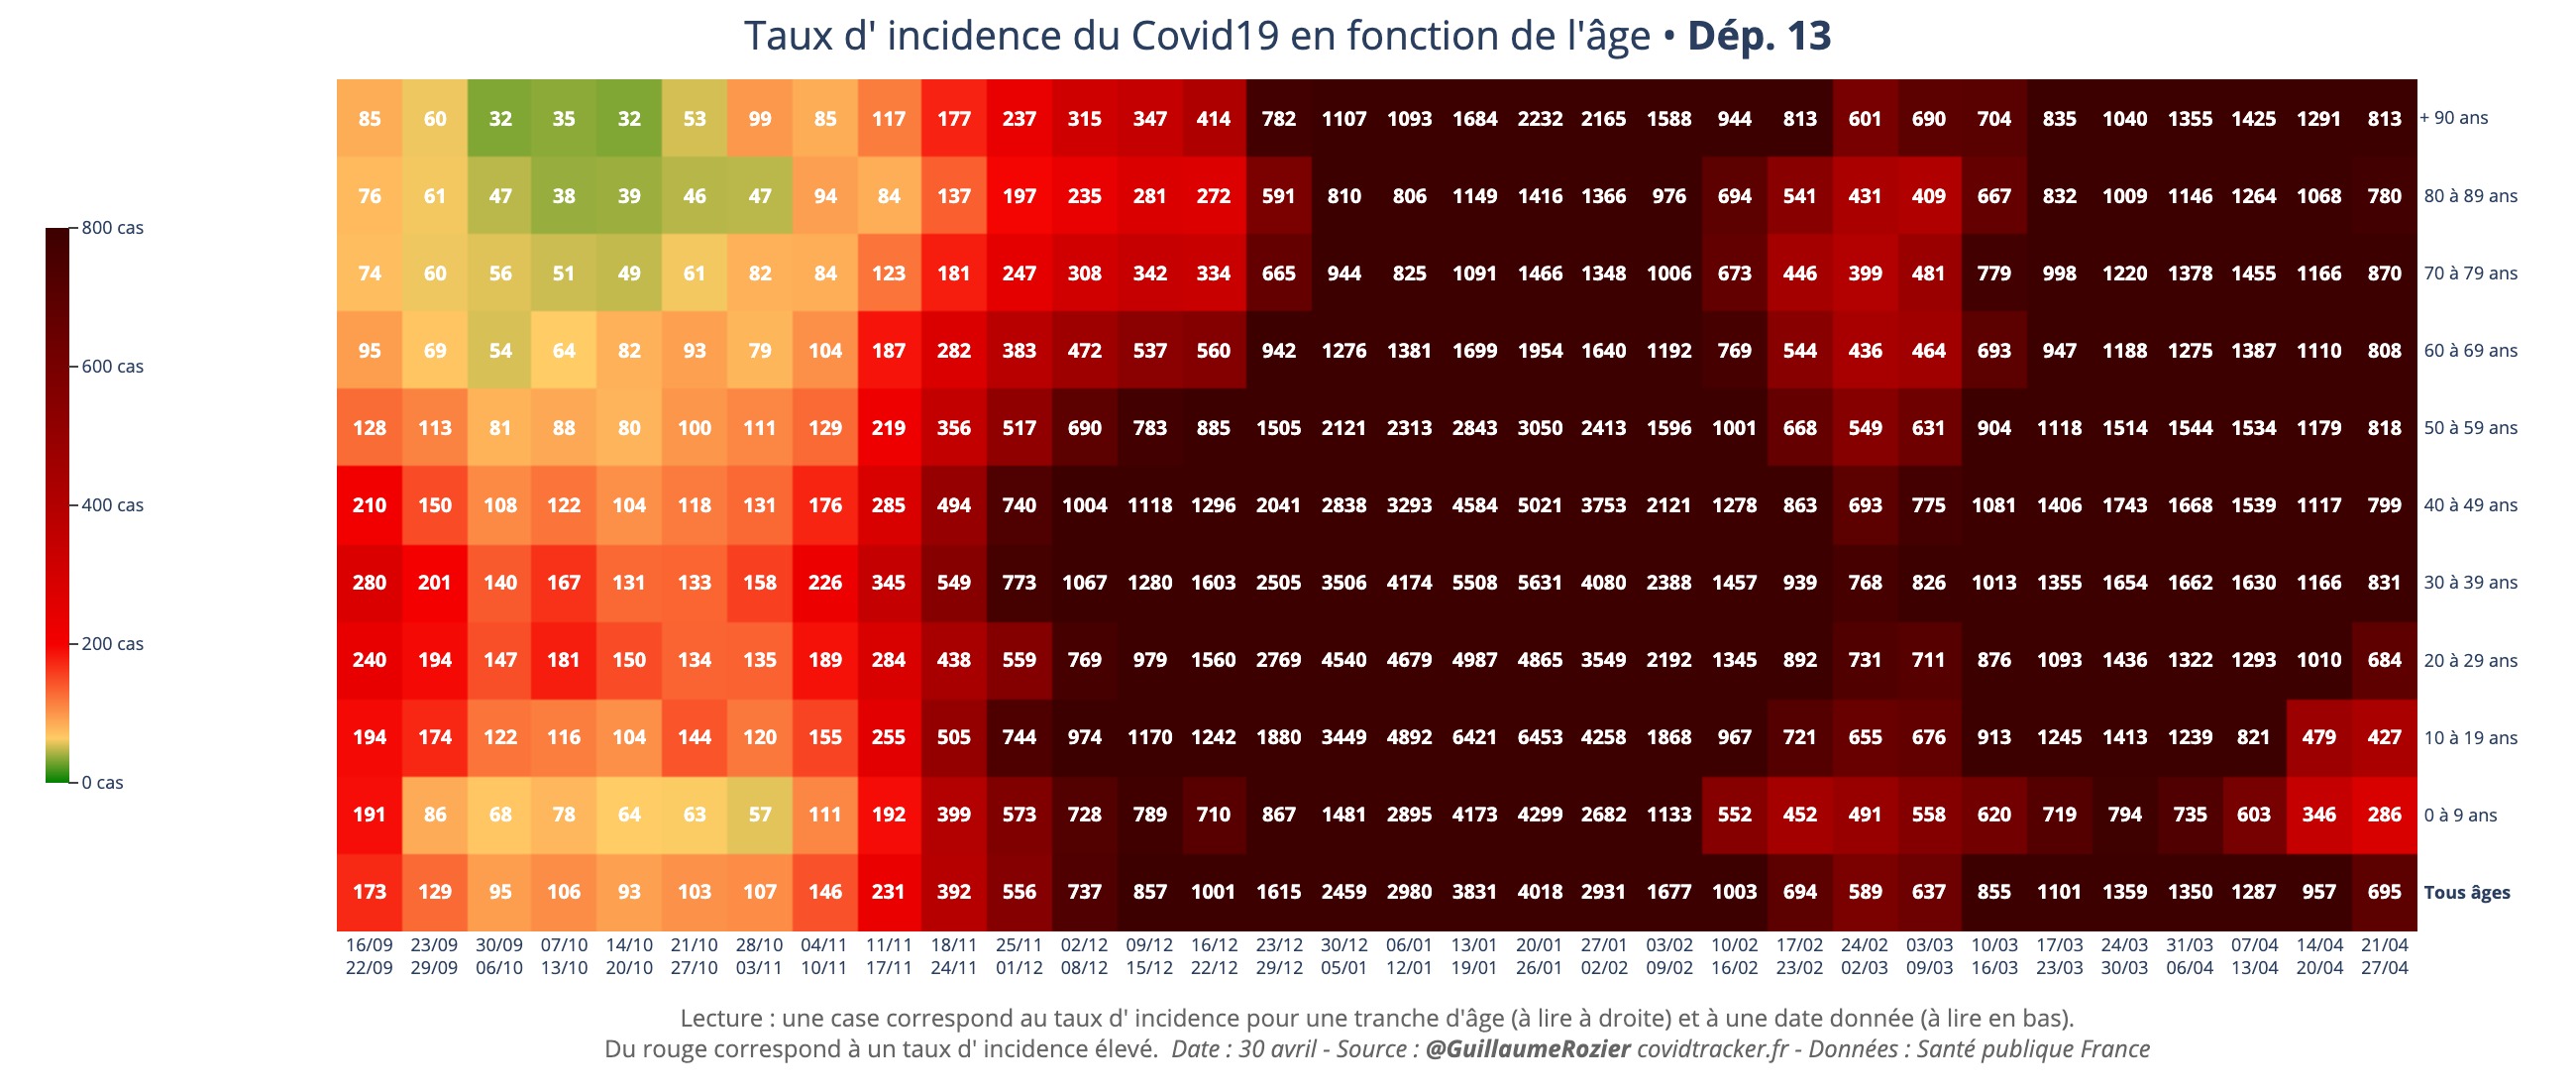 Taux d' incidence du Covid19 en fonction de l'âge • Dép. 13
85 60 32 35 32 53 99 85 117 177 237 315 347 414 782 1107 1093 1684 2232 2165 1588 944 813 601 690 704 835 1040 1355 1425 1291 813 + 90 ans
76 61 47 38 39 46 47 94 84 137 197 235 281 272 591 810 806 1149 1416 1366 976 694 541 431 409 667 832 1009 1146 1264 1068 780 80 à 89 ans
800 cas
74 60 56 51 49 61 82 84 123 181 247 308 342 334 665 944 825 1091 1466 1348 1006 673 446 399 481 779 998 1220 1378 1455 1166 870 70 à 79 ans
95 69 54 64 82 93 79 104 187 282 383 472 537 560 942 1276 1381 1699 1954 1640 1192 769 544 436 464 693 947 1188 1275 1387 1110 808 60 à 69 ans
600 cas
128 113 81 88 80 100 111 129 219 356 517 690 783 885 1505 2121 2313 2843 3050 2413 1596 1001 668 549 631 904 1118 1514 1544 1534 1179 818 50 à 59 ans
400 cas
210 150 108 122 104 118 131 176 285 494 740 1004 1118 1296 2041 2838 3293 4584 5021 3753 2121 1278 863 693 775 1081 1406 1743 1668 1539 1117 799 40 à 49 ans
280 201 140 167 131 133 158 226 345 549 773 1067 1280 1603 2505 3506 4174 5508 5631 4080 2388 1457 939 768 826 1013 1355 1654 1662 1630 1166 831 30 à 39 ans
200 cas
240 194 147 181 150 134 135 189 284 438 559 769 979 1560 2769 4540 4679 4987 4865 3549 2192 1345 892 731 711 876 1093 1436 1322 1293 1010 684 20 à 29 ans
194 174 122 116 104 144 120 155 255 505 744 974 1170 1242 1880 3449 4892 6421 6453 4258 1868 967 721 655 676 913 1245 1413 1239 821 479 427 10 à 19 ans
0 cas
191 86 68 78 64 63 57 111 192 399 573 728 789 710 867 1481 2895 4173 4299 2682 1133 552 452 491 558 620 719 794 735 603 346 286 0 à 9 ans
173 129 95 106 93 103 107 146 231 392 556 737 857 1001 1615 2459 2980 3831 4018 2931 1677 1003 694 589 637 855 1101 1359 1350 1287 957 695 Tous âges
16/09 23/09 30/09 07/10 14/10 21/10 28/10 04/11 11/11 18/11 25/11 02/12 09/12 16/12 23/12 30/12 06/01 13/01 20/01 27/01 03/02 10/02 17/02 24/02 03/03 10/03 17/03 24/03 31/03 07/04 14/04 21/04
22/09 29/09 06/10 13/10 20/10 27/10 03/11 10/11 17/11 24/11 01/12 08/12 15/12 22/12 29/12 05/01 12/01 19/01 26/01 02/02 09/02 16/02 23/02 02/03 09/03 16/03 23/03 30/03 06/04 13/04 20/04 27/04
Lecture : une case correspond au taux d' incidence pour une tranche d'âge (à lire à droite) et à une date donnée (à lire en bas).
Du rouge correspond à un taux d' incidence élevé. Date : 30 avril - Source : @GuillaumeRozier covidtracker.fr - Données : Santé publique France